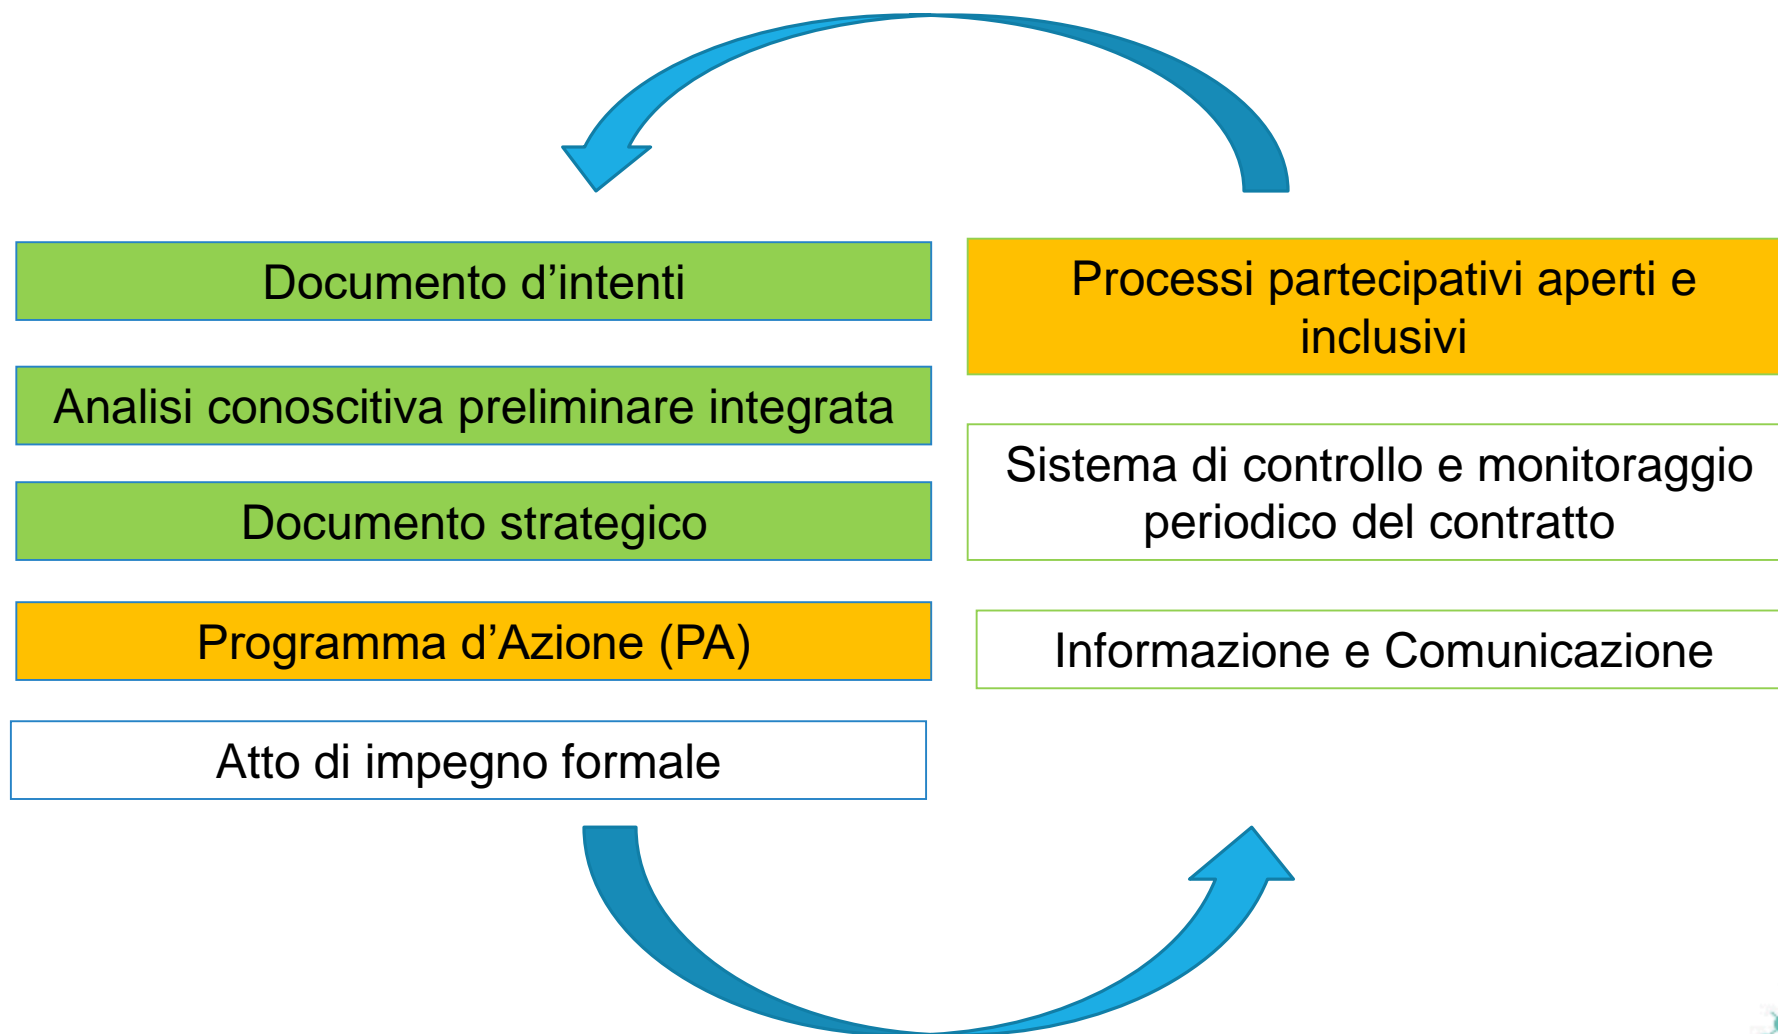 Documento d’intenti
Analisi conoscitiva preliminare integrata
Documento strategico
Programma d’Azione (PA)
Atto di impegno formale
Processi partecipativi aperti e
inclusivi
Sistema di controllo e monitoraggio
periodico del contratto
Informazione e Comunicazione